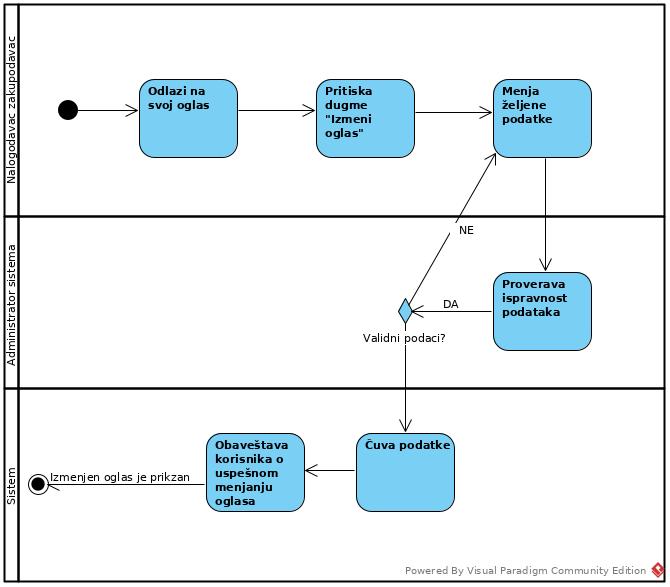 Nalogodavac zakupodavac
Odlazi na
svoj oglas
Pritiska
dugme
"Izmeni
oglas"
Menja
željene
podatke
NE
Administrator sistema
DA
Proverava
ispravnost
podataka
Validni podaci?
Sistem
Izmenjen oglas je prikzan
Obaveštava
korisnika o
uspešnom
menjanju
oglasa
Čuva podatke
Powered By Visual Paradigm Community Edition